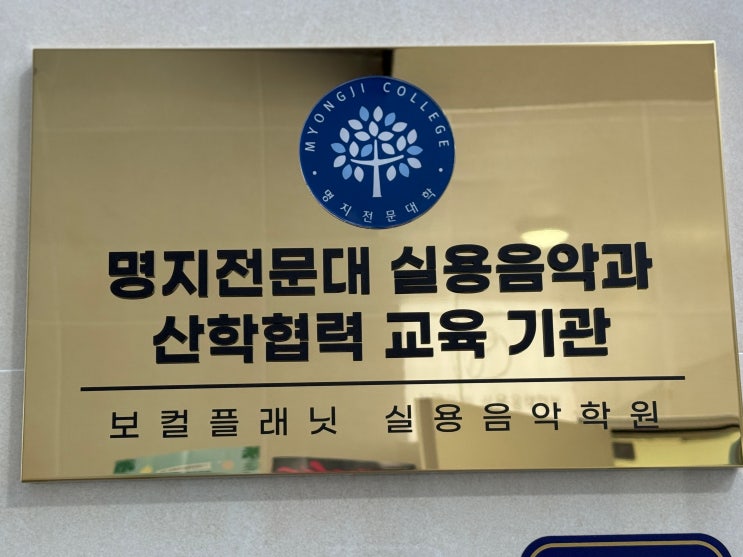 MYONGJI COLLEGE
명지전문대학
명지전문대 실용음악과
산학협력 교육 기관
보컬플래닛 실용음악학원